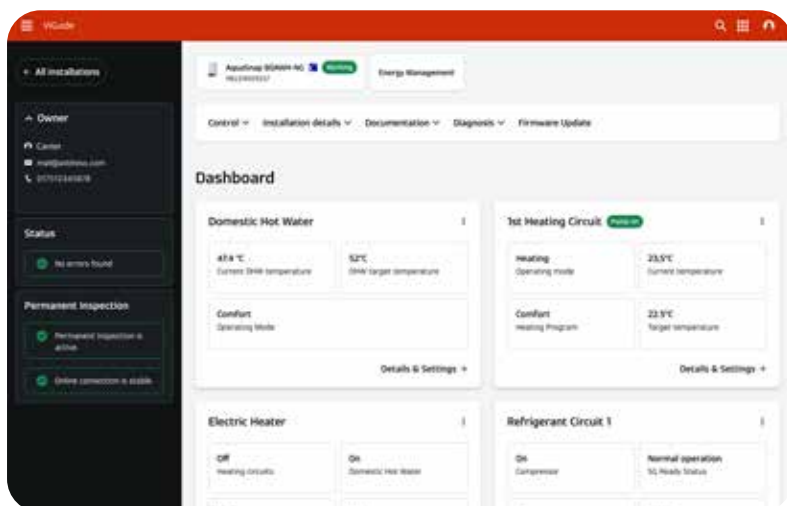 ViGuide
← All installations
Working
Energy Management
Owner
Carrier
Status
No errors found
Permanent Inspection
Permanent Inspection is
active.
Online connection is stable.
Control Installation details Documentation Diagnosis Firmware Update
Dashboard
Domestic Hot Water
47.4 °C
Current DHW temperature
52°C
DHW target temperature
Comfort
Operating Mode
Details & Settings →
1st Heating Circuit Pump on
Heating
Operating mode
23.5°C
Current temperature
Comfort
Heating Program
22.5°C
Target temperature
Details & Settings →
Electric Heater
Off
Heating circuits
On
Domestic Hot Water
Refrigerant Circuit 1
On
Compressor
Normal operation
SG Ready Status